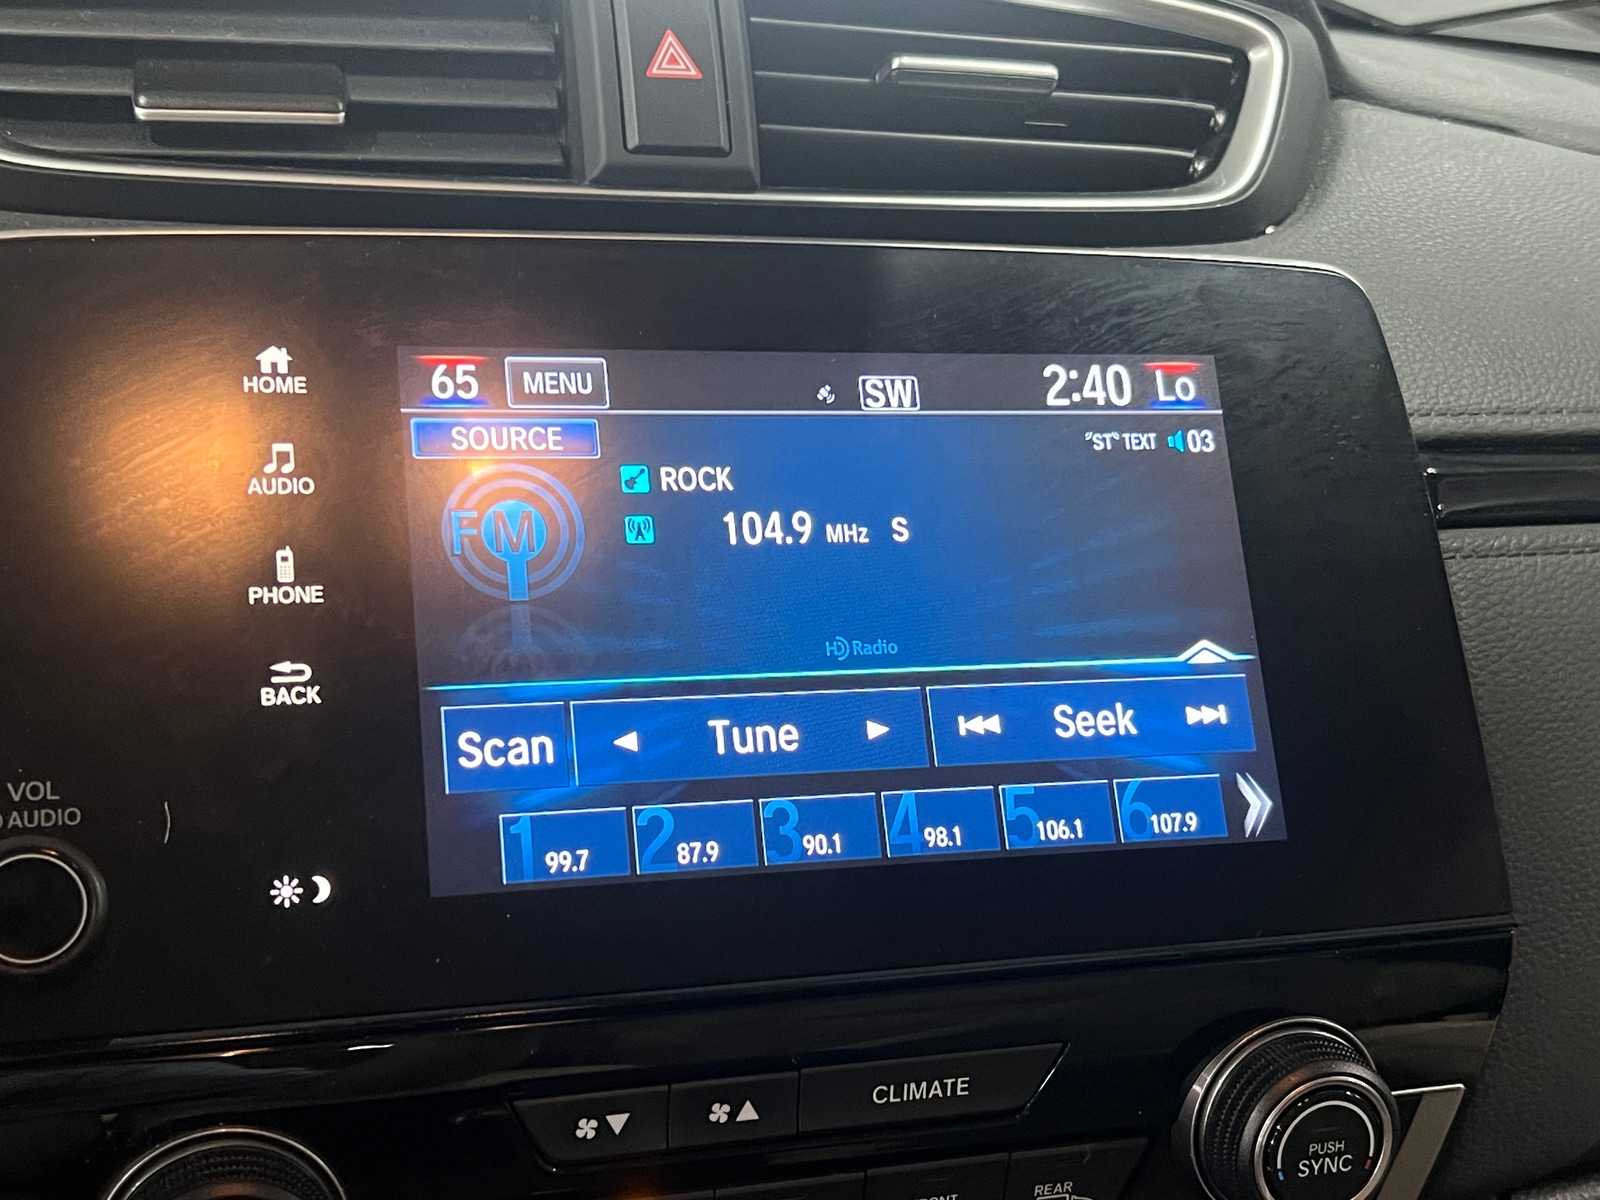 65 MENU SW 2:40 Lo
SOURCE "ST" TEXT 03
FM
ROCK
104.9 MHz S
HD Radio
Scan Tune Seek
1 99.7 2 87.9 3 90.1 4 98.1 5 106.1 6 107.9
HOME
AUDIO
PHONE
BACK
VOL
AUDIO
CLIMATE
PUSH
SYNC
REAR